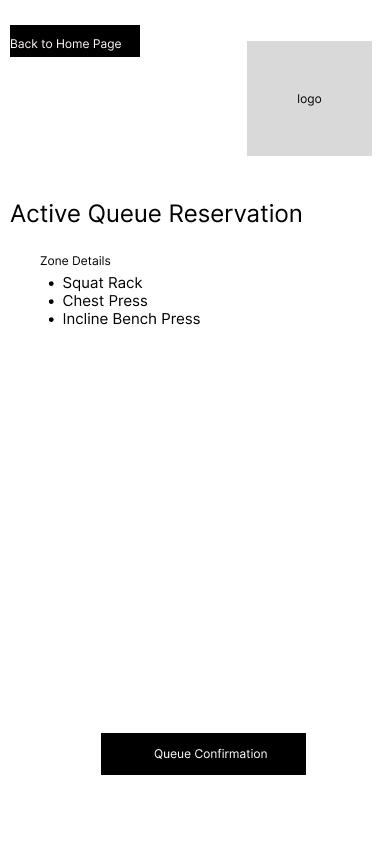 Back to Home Page
logo
Active Queue Reservation
Zone Details
• Squat Rack
• Chest Press
• Incline Bench Press
Queue Confirmation